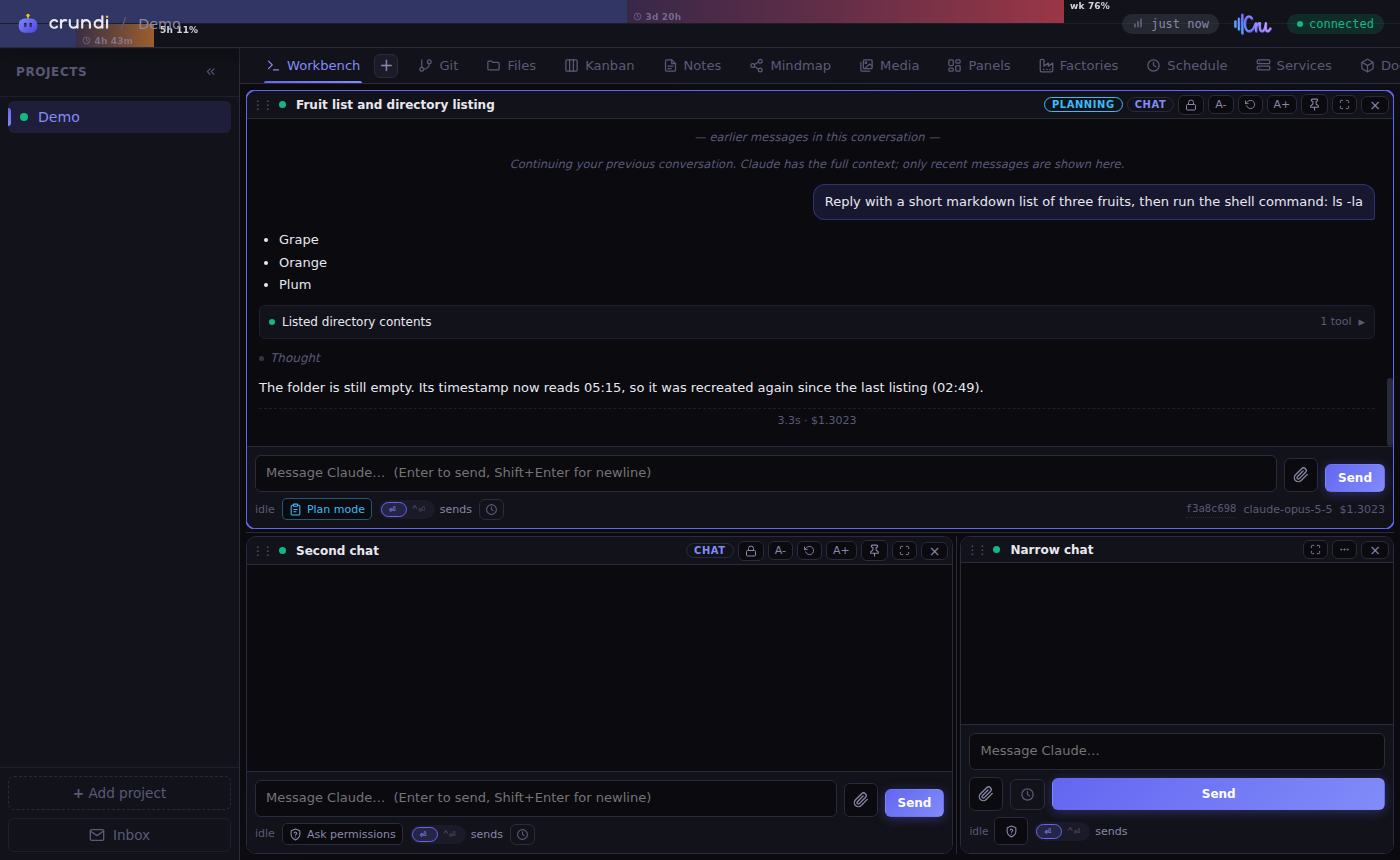 crundi / Demo
3d 20h
wk 76%
4h 43m
5h 11%
just now
Cru
connected
PROJECTS «
Demo
+ Add project
Inbox
Workbench + Git Files Kanban Notes Mindmap Media Panels Factories Schedule Services Do
Fruit list and directory listing PLANNING CHAT A- A+ ×
— earlier messages in this conversation —
Continuing your previous conversation. Claude has the full context; only recent messages are shown here.
Reply with a short markdown list of three fruits, then run the shell command: ls -la
• Grape
• Orange
• Plum
Listed directory contents 1 tool ▸
Thought
The folder is still empty. Its timestamp now reads 05:15, so it was recreated again since the last listing (02:49).
3.3s · $1.3023
Message Claude… (Enter to send, Shift+Enter for newline) Send
idle Plan mode ⏎ ^⏎ sends f3a8c698 claude-opus-5-5 $1.3023
Second chat CHAT A- A+ ×
Message Claude… (Enter to send, Shift+Enter for newline) Send
idle Ask permissions ⏎ ^⏎ sends
Narrow chat ··· ×
Message Claude…
Send
idle ⏎ ^⏎ sends